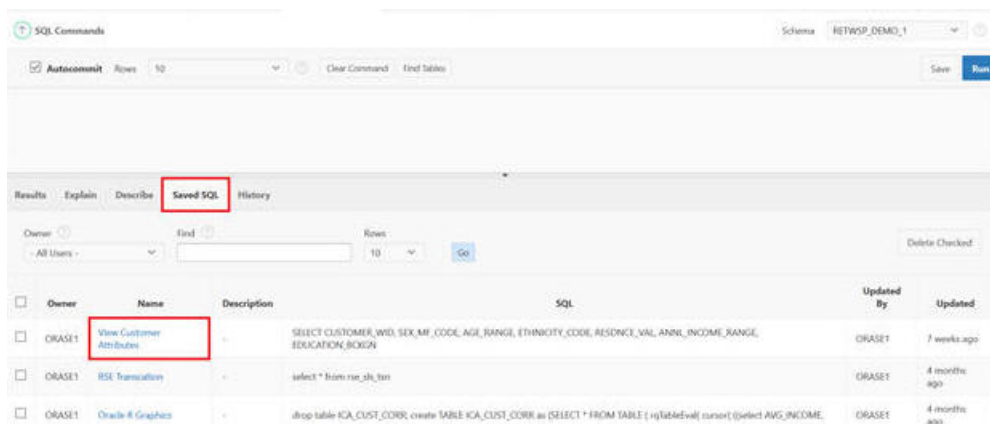 SQL Commands
Schema RETWSP_DEMO_1
Autocommit Rows 10 Clear Command Find Tables Save Run
Results Explain Describe Saved SQL History
Owner Find Rows
- All Users - 10 Go Delete Checked
Owner Name Description SQL Updated By Updated
ORASE1 View Customer Attributes - SELECT CUSTOMER_WID, SEX_MF_CODE, AGE_RANGE, ETHNICITY_CODE, RESDNCE_VAL, ANNL_INCOME_RANGE, ORASE1 7 weeks ago
ORASE1 RSE Transcation - select * from rse_sls_txn ORASE1 4 months ago
ORASE1 Oracle R Graphics - drop table ICA_CUST_CORR; create TABLE ICA_CUST_CORR as (SELECT * FROM TABLE ( rqTableEval( cursor( ((select AVG_INCOME, ORASE1 4 months ago